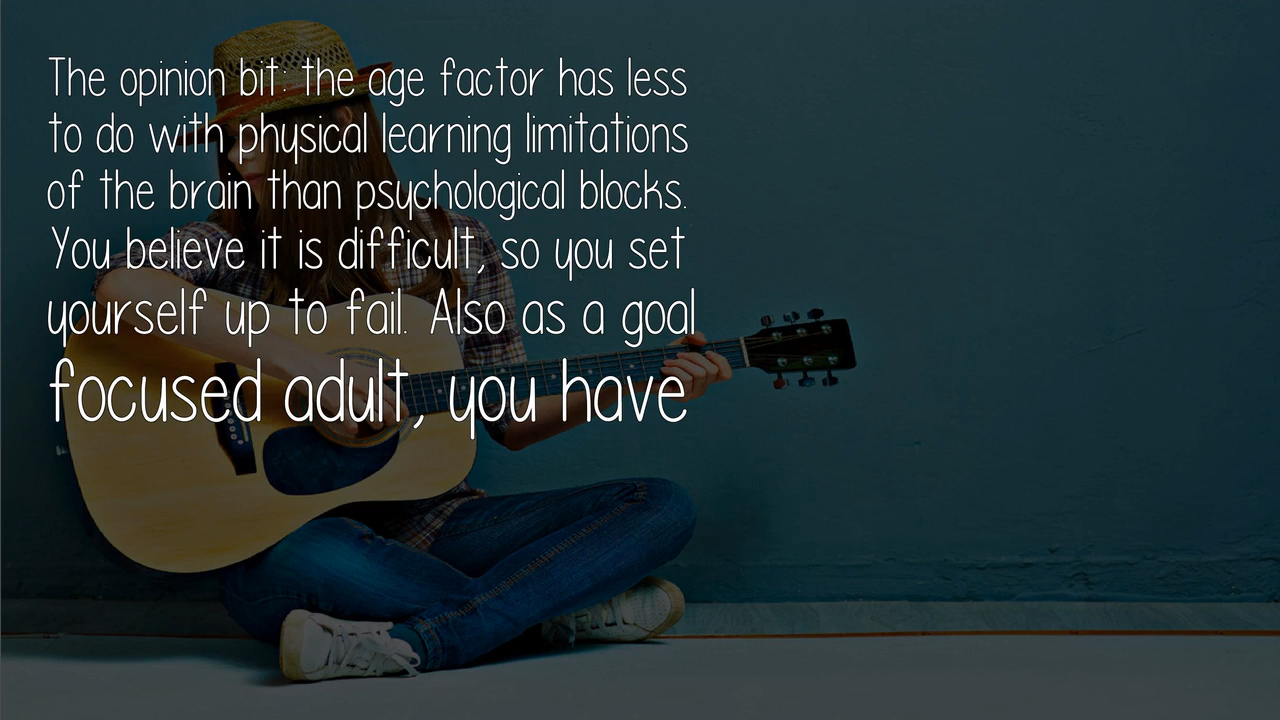 The opinion bit: the age factor has less
to do with physical learning limitations
of the brain than psychological blocks.
You believe it is difficult, so you set
yourself up to fail. Also as a goal
focused adult, you have